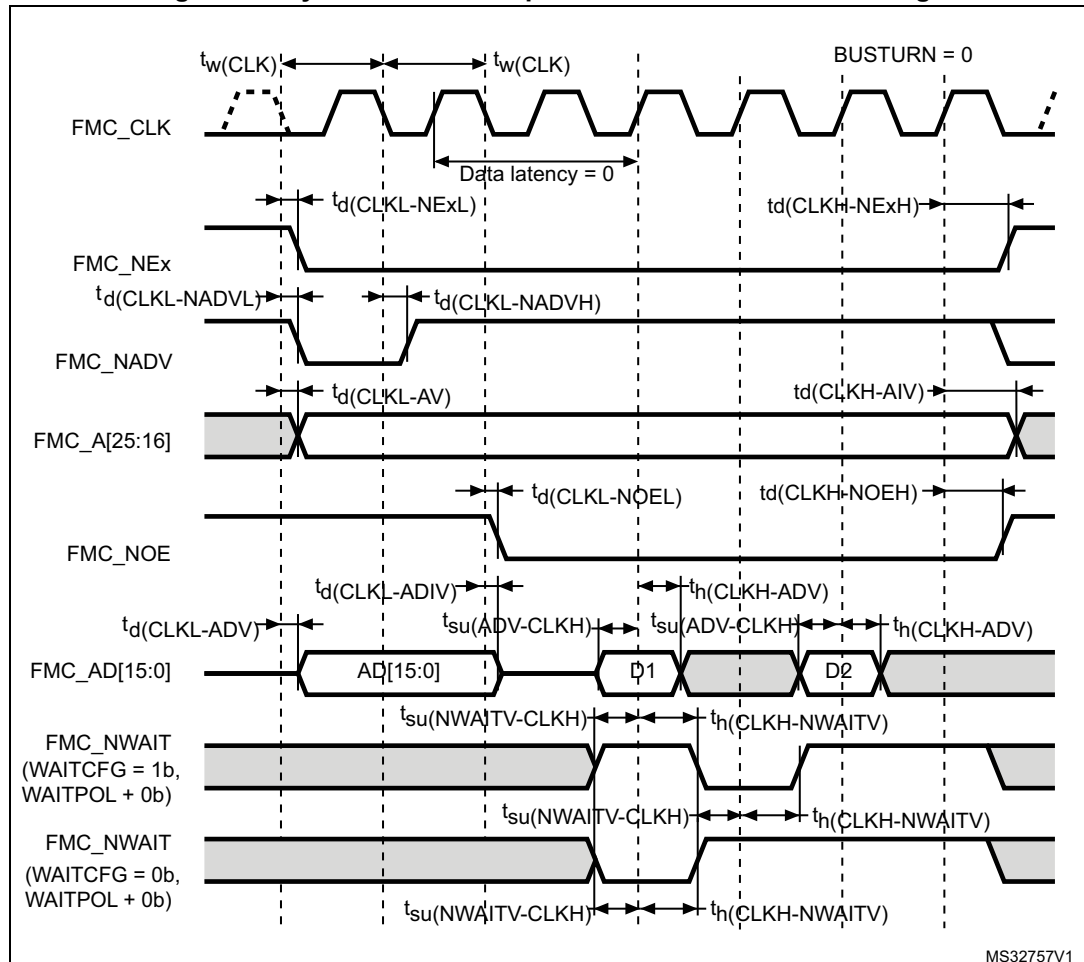 tw(CLK) tw(CLK) BUSTURN = 0
FMC_CLK
Data latency = 0
td(CLKL-NExL) td(CLKH-NExH)
FMC_NEx
td(CLKL-NADVL) td(CLKL-NADVH)
FMC_NADV
td(CLKL-AV) td(CLKH-AIV)
FMC_A[25:16]
td(CLKL-NOEL) td(CLKH-NOEH)
FMC_NOE
td(CLKL-ADIV) th(CLKH-ADV)
td(CLKL-ADV) tsu(ADV-CLKH) tsu(ADV-CLKH) th(CLKH-ADV)
FMC_AD[15:0] AD[15:0] D1 D2
tsu(NWAITV-CLKH) th(CLKH-NWAITV)
FMC_NWAIT
(WAITCFG = 1b,
WAITPOL + 0b)
tsu(NWAITV-CLKH) th(CLKH-NWAITV)
FMC_NWAIT
(WAITCFG = 0b,
WAITPOL + 0b)
tsu(NWAITV-CLKH) th(CLKH-NWAITV)
MS32757V1